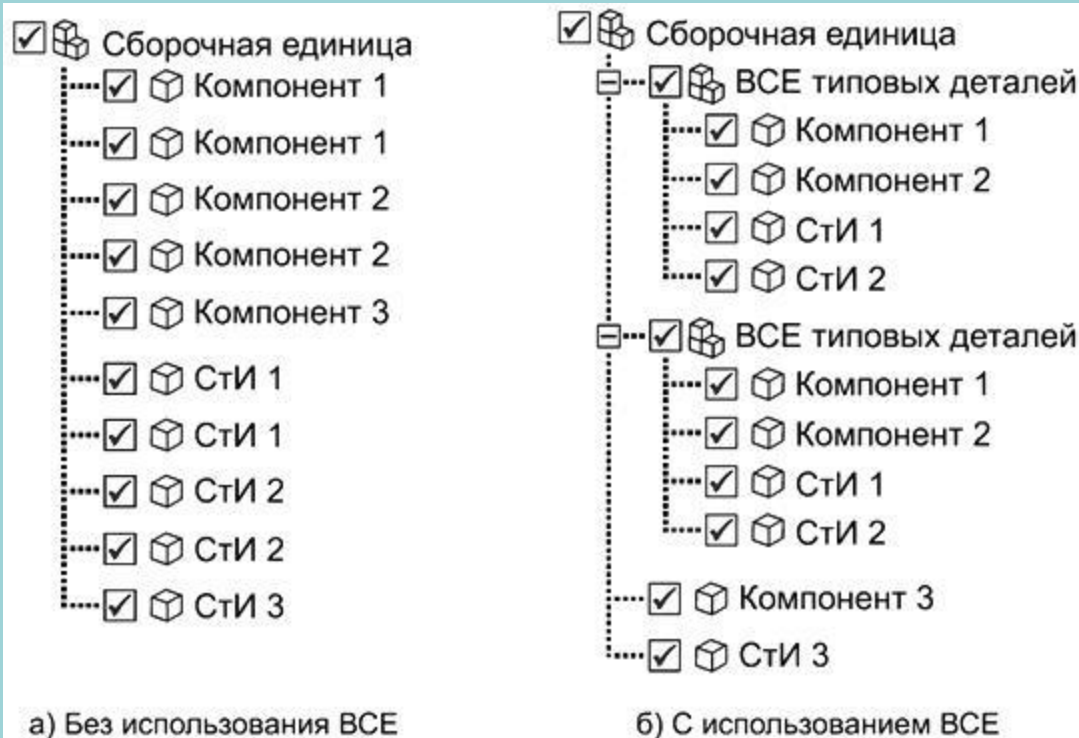 Сборочная единица
Компонент 1
Компонент 1
Компонент 2
Компонент 2
Компонент 3
СтИ 1
СтИ 1
СтИ 2
СтИ 2
СтИ 3
а) Без использования ВСЕ
Сборочная единица
ВСЕ типовых деталей
Компонент 1
Компонент 2
СтИ 1
СтИ 2
ВСЕ типовых деталей
Компонент 1
Компонент 2
СтИ 1
СтИ 2
Компонент 3
СтИ 3
б) С использованием ВСЕ